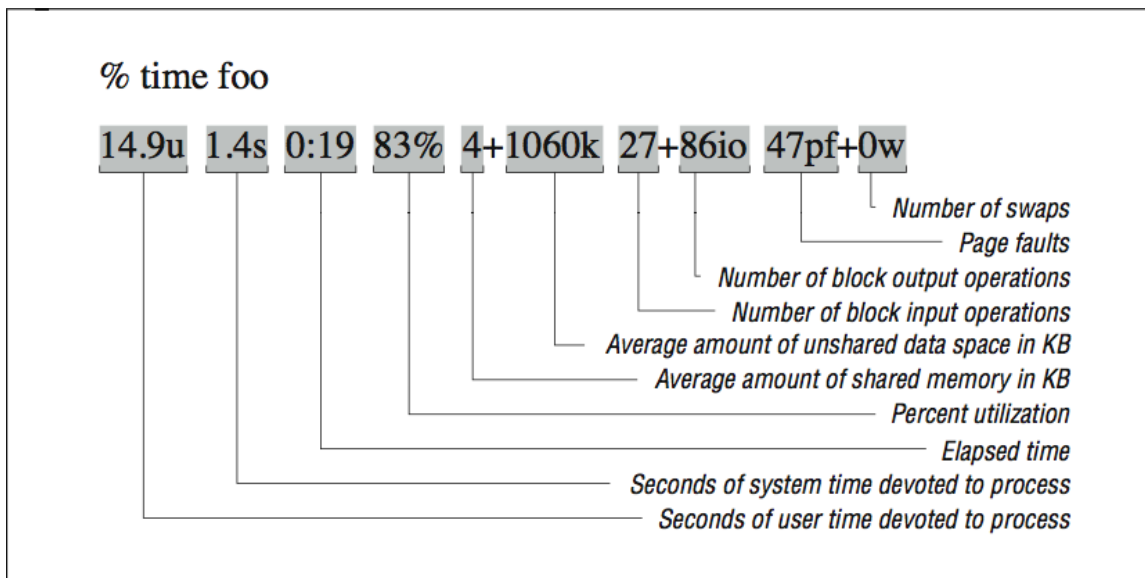 % time foo
14.9u 1.4s 0:19 83% 4+1060k 27+86io 47pf+0w
Number of swaps
Page faults
Number of block output operations
Number of block input operations
Average amount of unshared data space in KB
Average amount of shared memory in KB
Percent utilization
Elapsed time
Seconds of system time devoted to process
Seconds of user time devoted to process